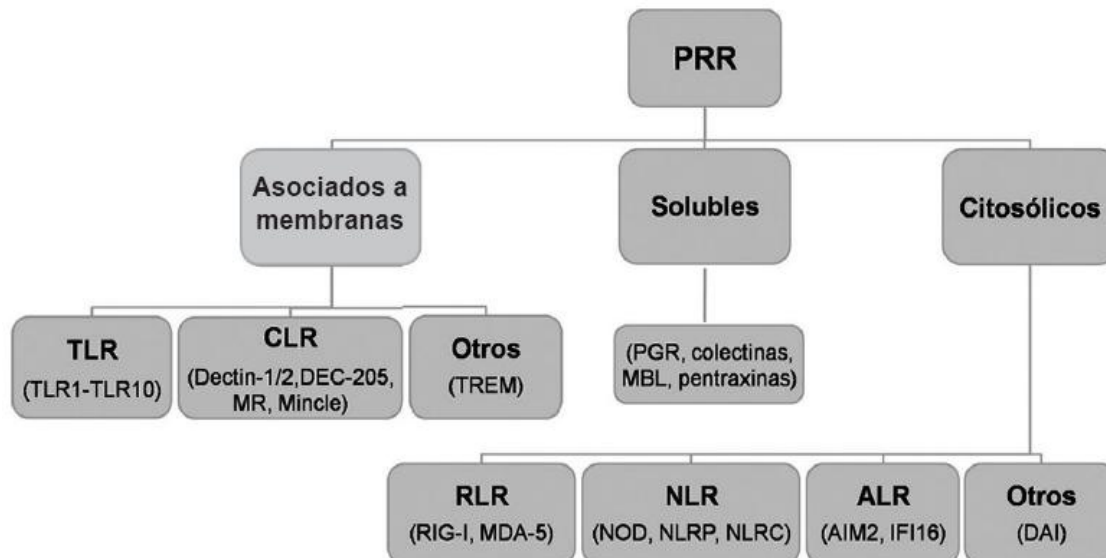 PRR
Asociados a
membranas
Solubles
Citosólicos
TLR
(TLR1-TLR10)
CLR
(Dectin-1/2,DEC-205,
MR, Mincle)
Otros
(TREM)
(PGR, colectinas,
MBL, pentraxinas)
RLR
(RIG-I, MDA-5)
NLR
(NOD, NLRP, NLRC)
ALR
(AIM2, IFI16)
Otros
(DAI)